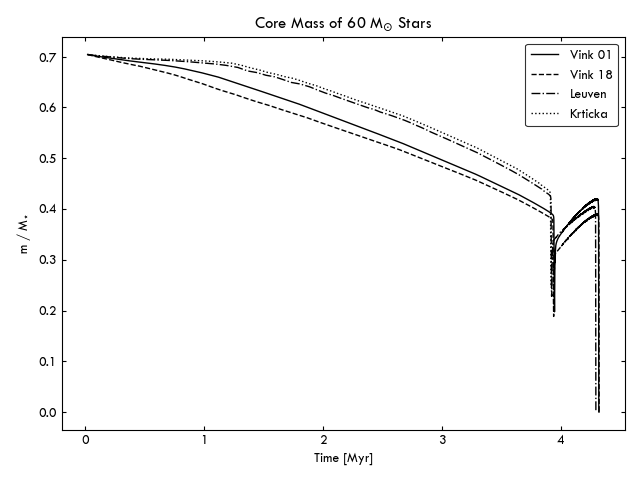 Core Mass of 60 M⊙ Stars
0.7
0.6
0.5
0.4
0.3
0.2
0.1
0.0
m / M⋆
Vink 01
Vink 18
Leuven
Krticka
0 1 2 3 4
Time [Myr]